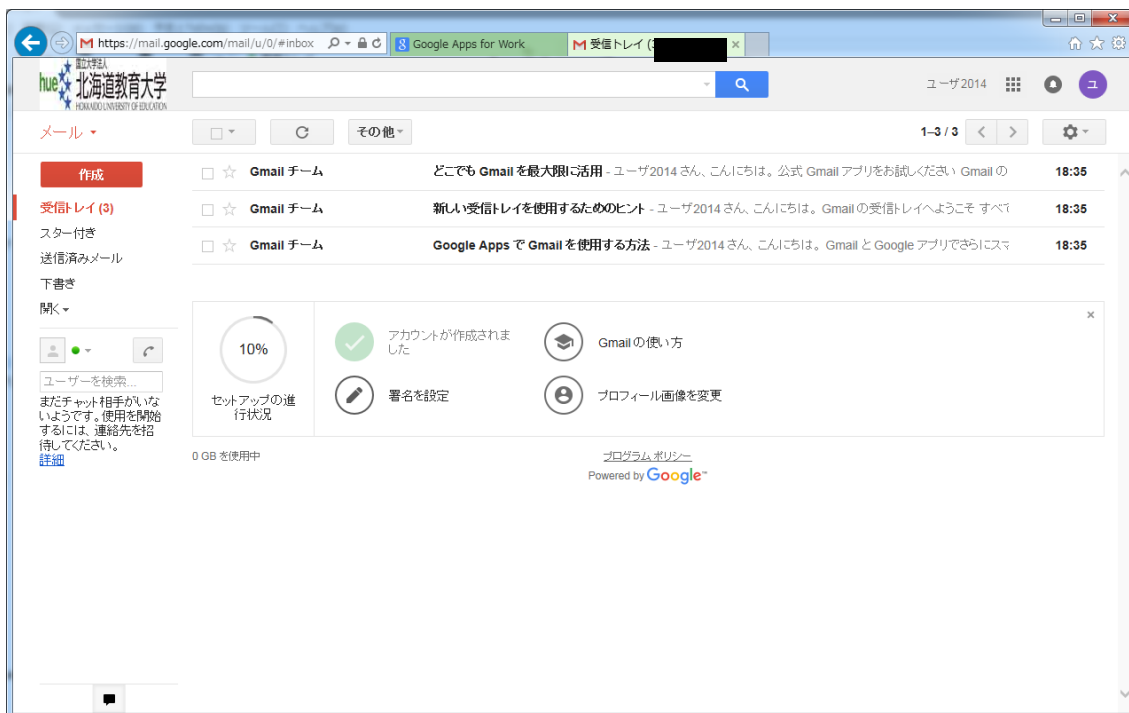 https://mail.google.com/mail/u/0/#inbox
Google Apps for Work
受信トレイ (3
国立大学法人
hue 北海道教育大学
HOKKAIDO UNIVERSITY OF EDUCATION
ユーザ2014
ユ
メール
その他
1–3 / 3
作成
Gmail チーム
どこでも Gmail を最大限に活用 - ユーザ2014 さん、こんにちは。公式 Gmail アプリをお試しください Gmail の
18:35
受信トレイ (3)
Gmail チーム
新しい受信トレイを使用するためのヒント - ユーザ2014 さん、こんにちは。Gmail の受信トレイへようこそ すべて
18:35
スター付き
Gmail チーム
Google Apps で Gmail を使用する方法 - ユーザ2014 さん、こんにちは。Gmail と Google アプリでさらにスマ
18:35
送信済みメール
下書き
開く
ユーザーを検索...
まだチャット相手がいな
いようです。使用を開始
するには、連絡先を招
待してください。
詳細
10%
セットアップの進
行状況
アカウントが作成されま
した
Gmail の使い方
署名を設定
プロフィール画像を変更
0 GB を使用中
プログラム ポリシー
Powered by Google™